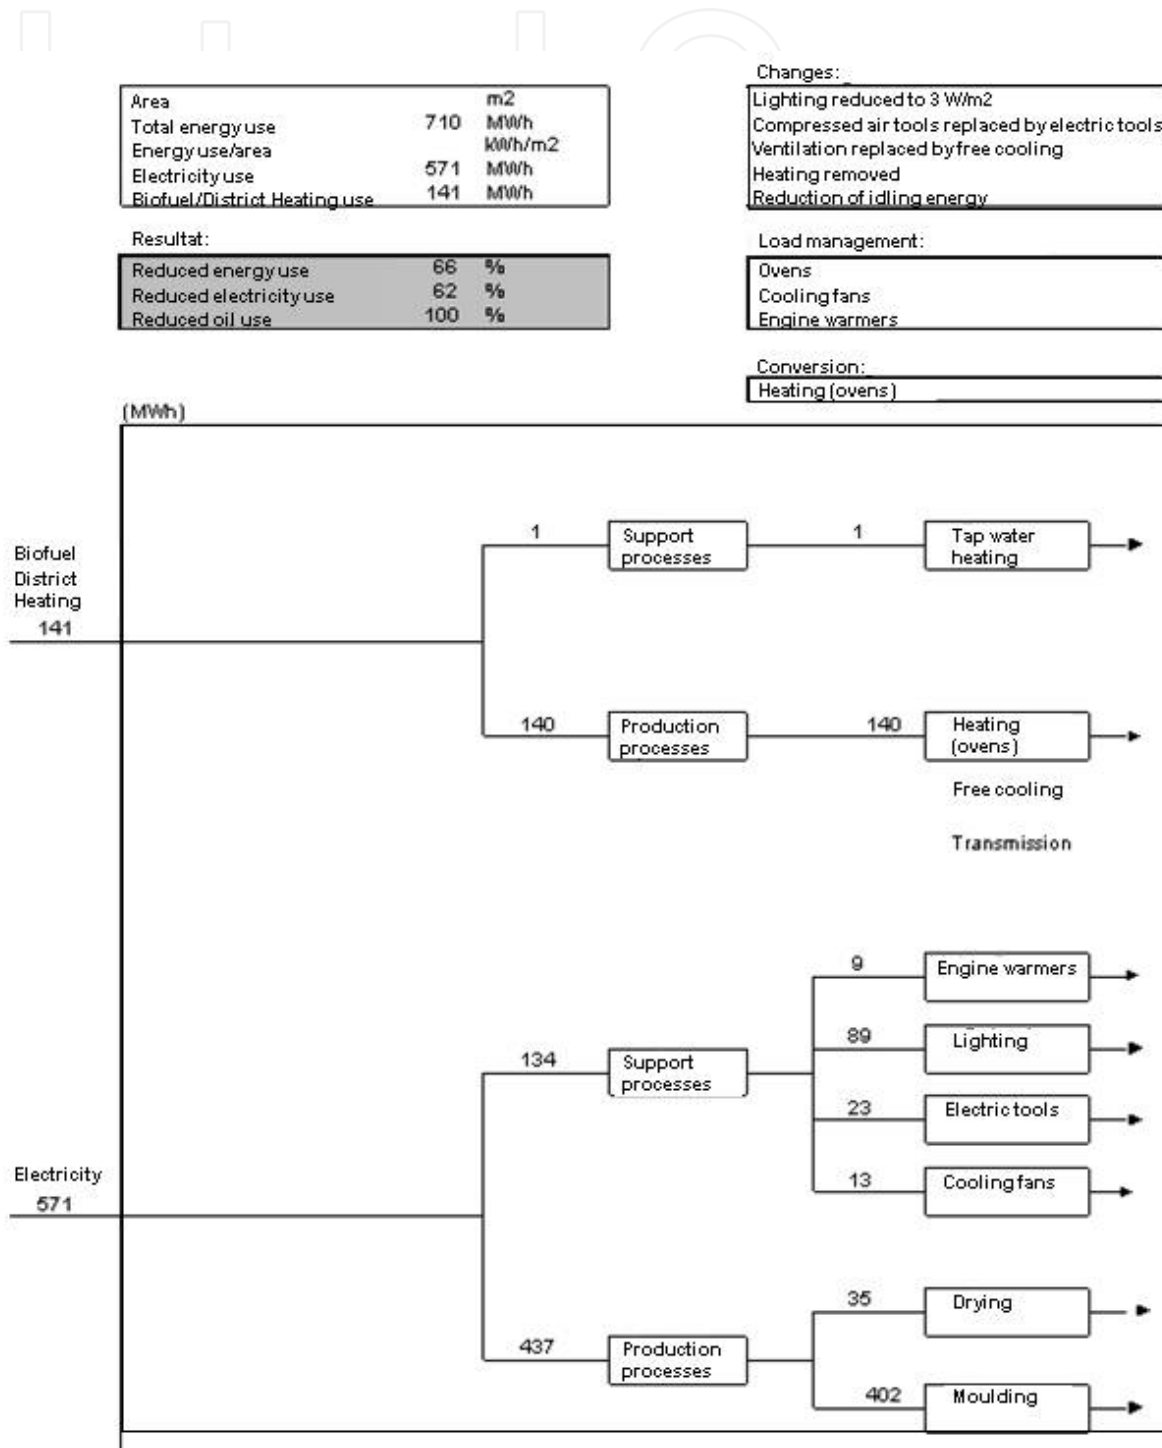 Area m2
Total energy use 710 MWh
Energy use/area kWh/m2
Electricity use 571 MWh
Biofuel/District Heating use 141 MWh
Resultat:
Reduced energy use 66 %
Reduced electricity use 62 %
Reduced oil use 100 %
Changes:
Lighting reduced to 3 W/m2
Compressed air tools replaced by electric tools
Ventilation replaced by free cooling
Heating removed
Reduction of idling energy
Load management:
Ovens
Cooling fans
Engine warmers
Conversion:
Heating (ovens)
(MWh)
Biofuel
District
Heating
141
1
Support
processes
1
Tap water
heating
140
Production
processes
140
Heating
(ovens)
Free cooling
Transmission
Electricity
571
134
Support
processes
9
Engine warmers
89
Lighting
23
Electric tools
13
Cooling fans
437
Production
processes
35
Drying
402
Moulding